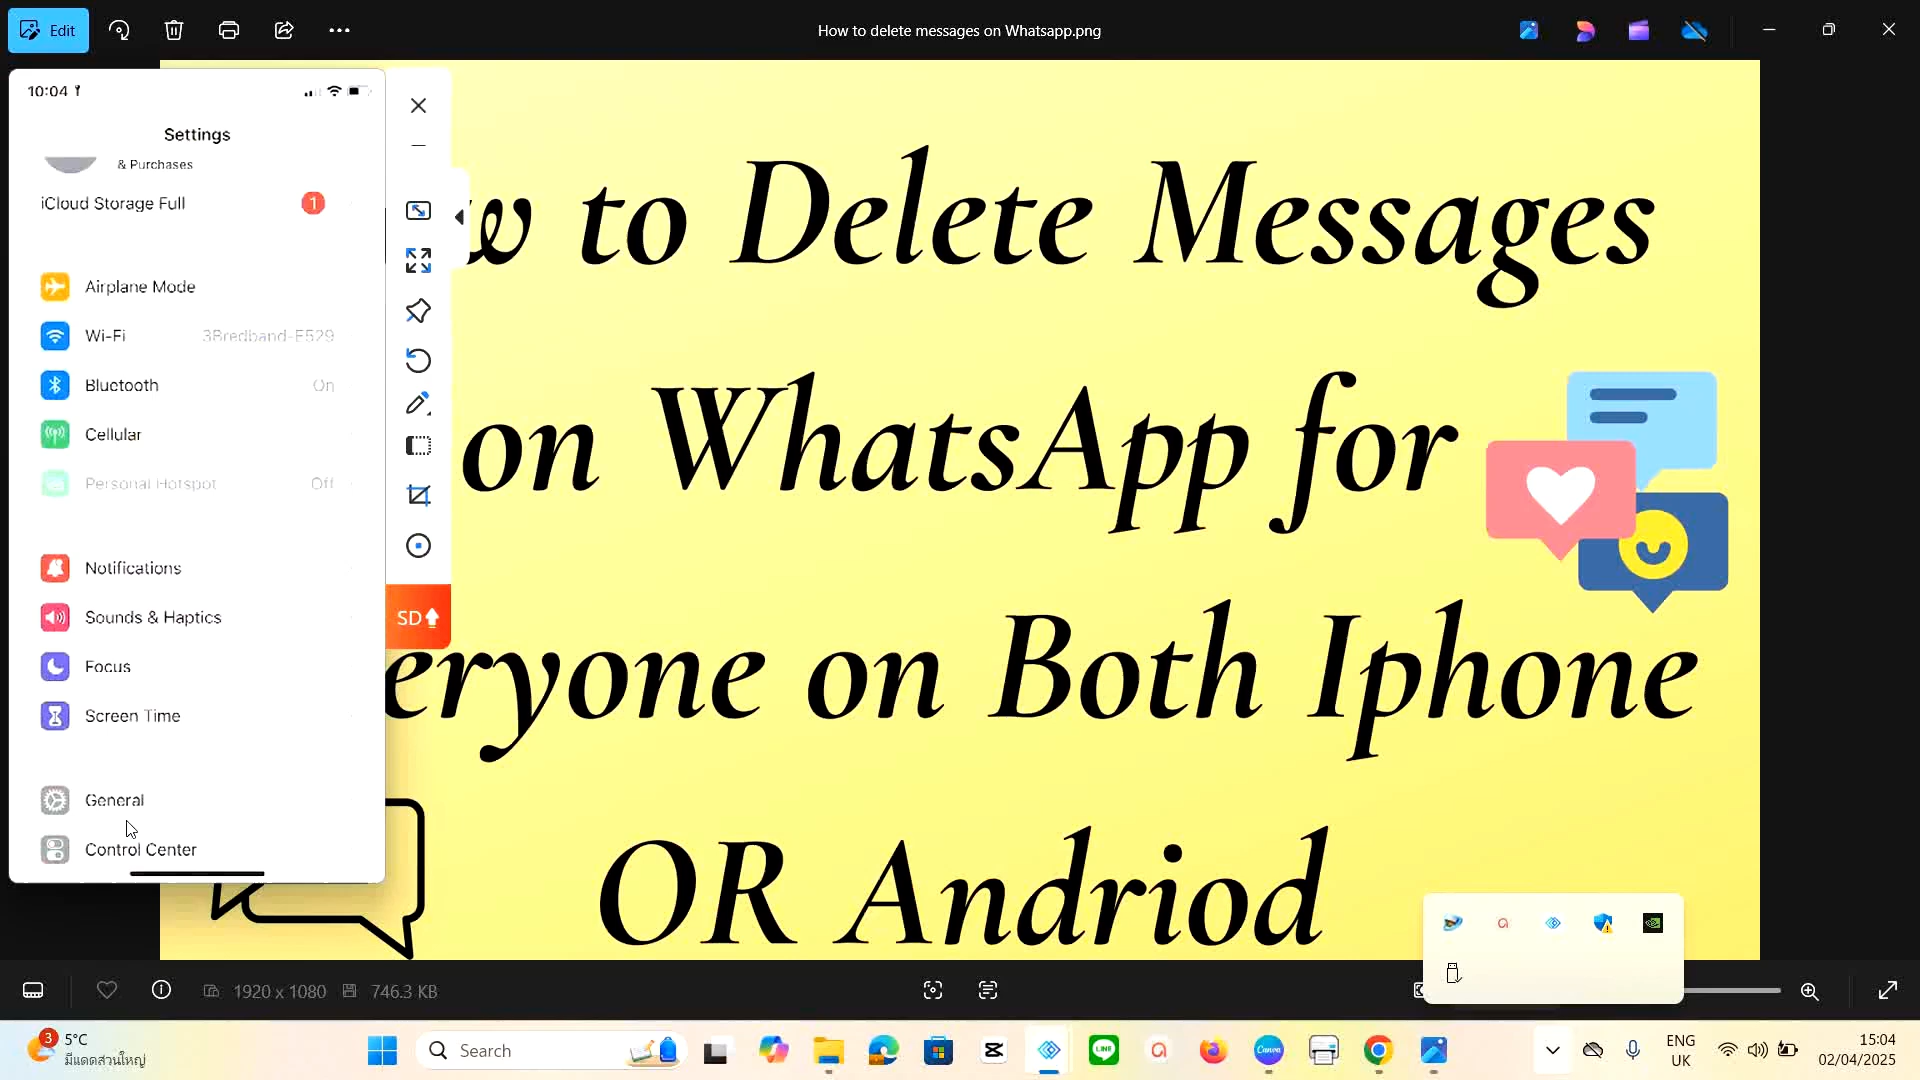 Edit
How to delete messages on Whatsapp.png
10:04
Settings
& Purchases
iCloud Storage Full
1
Airplane Mode
Wi-Fi
3Bredband-E529
Bluetooth
On
Cellular
Personal Hotspot
Off
Notifications
Sounds & Haptics
Focus
Screen Time
General
Control Center
SD
w to Delete Messages
on WhatsApp for
eryone on Both Iphone
OR Andriod
1920 x 1080
746.3 KB
3
5°C
มีแดดส่วนใหญ่
Search
LINE
Canva
ENG
UK
15:04
02/04/2025